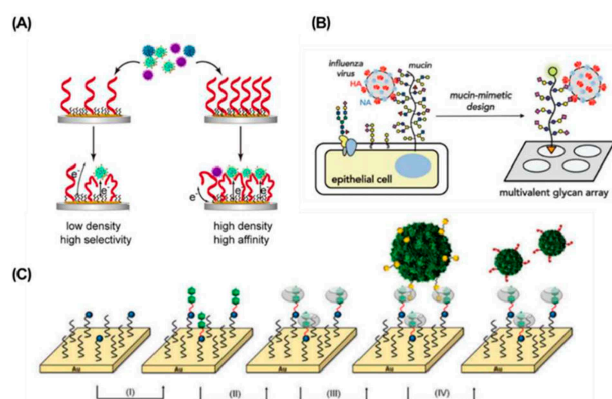 (A)
e⁻
e⁻
low density
high selectivity
e⁻
e⁻
e⁻
high density
high affinity
(B)
influenza
virus
mucin
HA
NA
epithelial cell
mucin-mimetic
design
multivalent glycan array
(C)
Au
Au
Au
Au
Au
(I)
(II)
(III)
(IV)